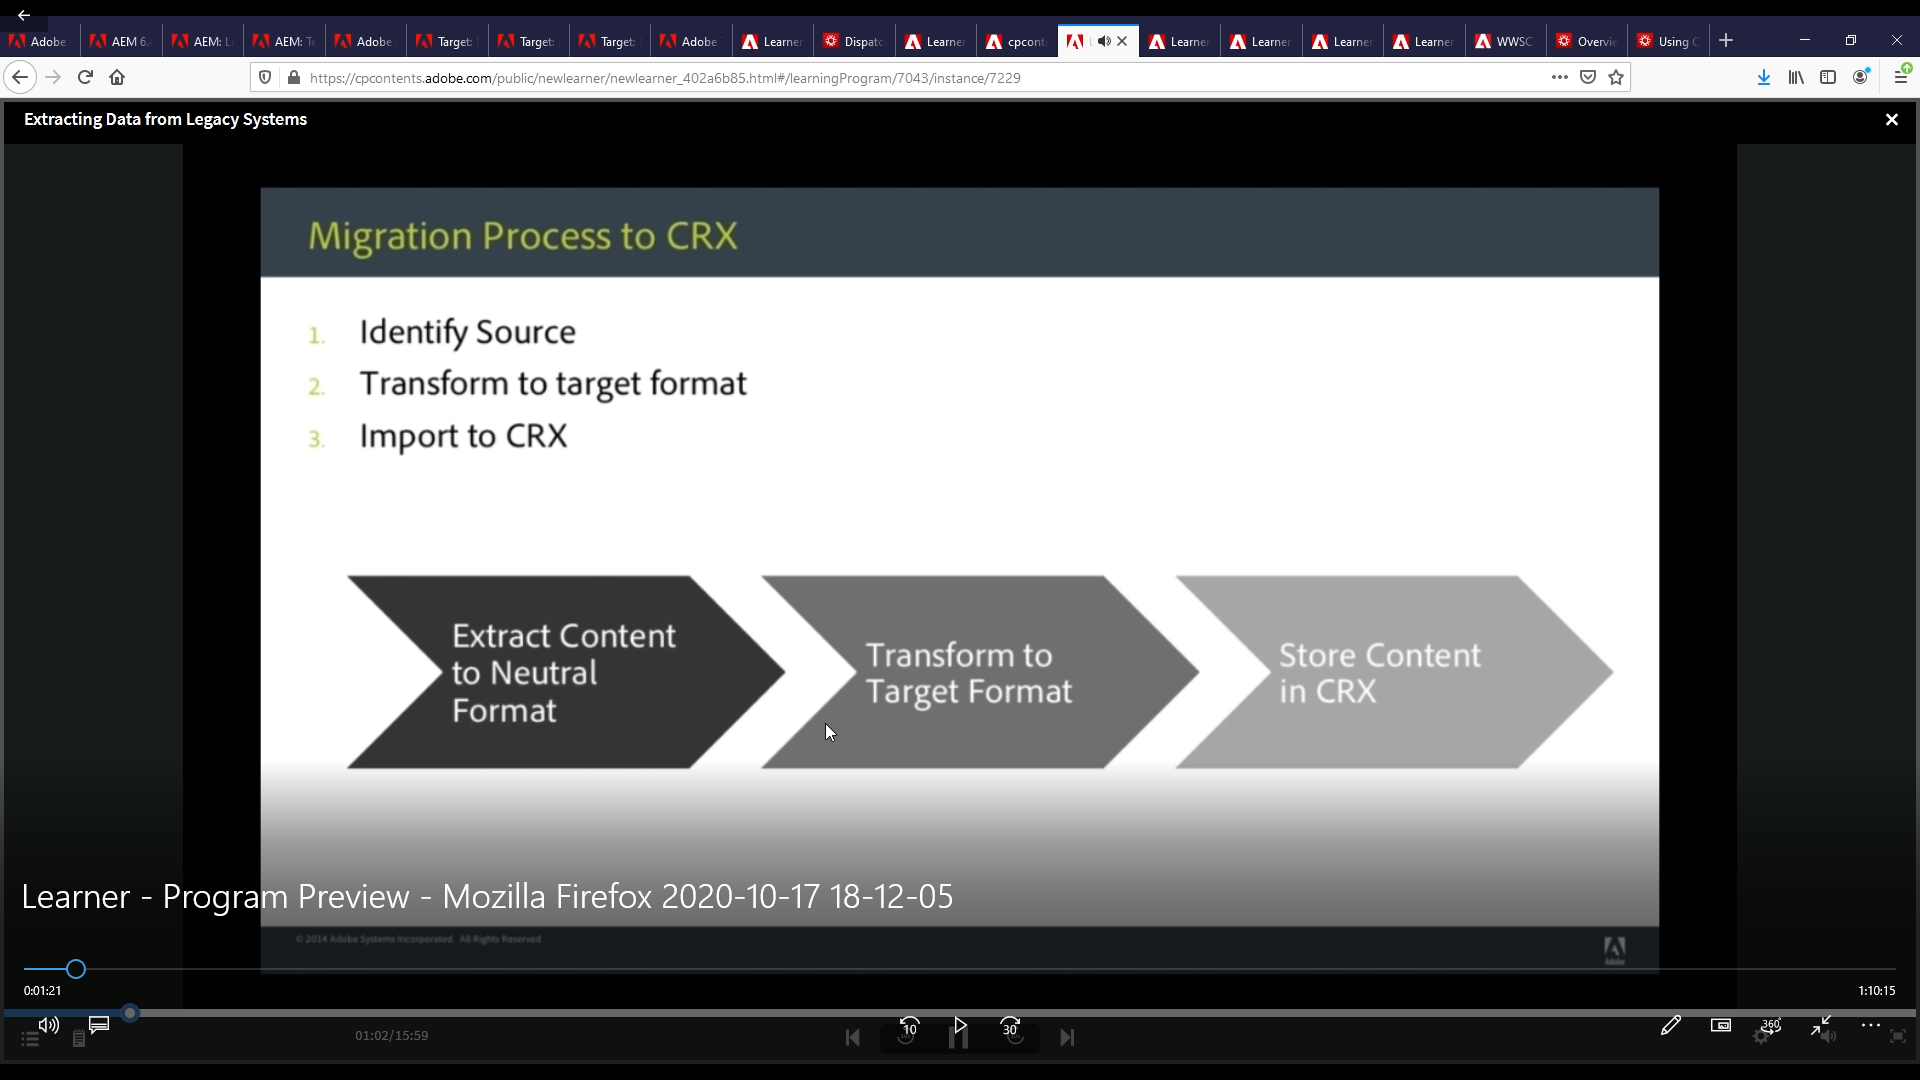 Adobe
AEM 6.
AEM: L
AEM: Te
Adobe
Target:
Target:
Target:
Adobe
Learner
Dispatc
Learner
cpcont
Learner
Learner
Learner
Learner
WWSC
Overvie
Using C
https://cpcontents.adobe.com/public/newlearner/newlearner_402a6b85.html#/learningProgram/7043/instance/7229
Extracting Data from Legacy Systems
Migration Process to CRX
1. Identify Source
2. Transform to target format
3. Import to CRX
Extract Content
to Neutral
Format
Transform to
Target Format
Store Content
in CRX
Learner - Program Preview - Mozilla Firefox 2020-10-17 18-12-05
© 2014 Adobe Systems Incorporated. All Rights Reserved.
Adobe
0:01:21
1:10:15
01:02/15:59
10
30
360°